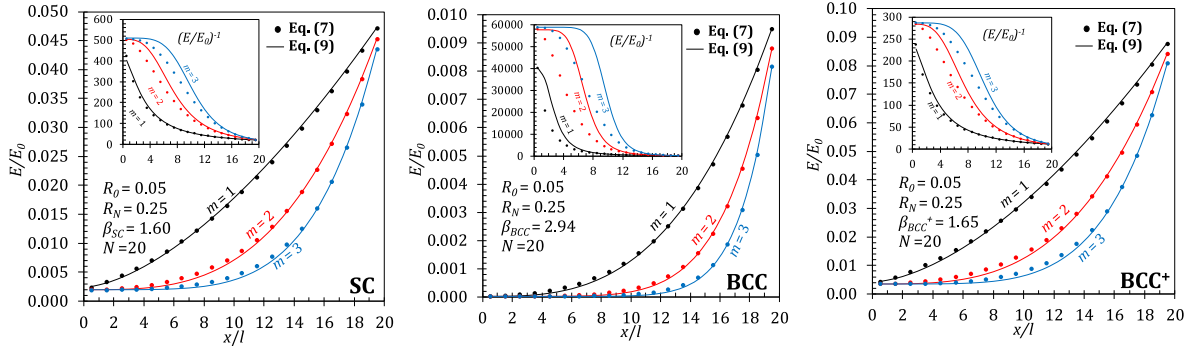 0.050
0.045
0.040
0.035
0.030
0.025
0.020
0.015
0.010
0.005
0.000
E/E0
600
500
400
300
200
100
0
0 4 8 12 16 20
(E/E0)-1
m = 1
m = 2
m = 3
Eq. (7)
Eq. (9)
R0 = 0.05
RN = 0.25
βSC = 1.60
N=20
m = 1
m = 2
m = 3
SC
0 2 4 6 8 10 12 14 16 18 20
x/l
0.010
0.009
0.008
0.007
0.006
0.005
0.004
0.003
0.002
0.001
0.000
E/E0
60000
50000
40000
30000
20000
10000
0
0 4 8 12 16 20
(E/E0)-1
m = 1
m = 2
m = 3
Eq. (7)
Eq. (9)
R0 = 0.05
RN = 0.25
βBCC = 2.94
N=20
m = 1
m = 2
m = 3
BCC
0 2 4 6 8 10 12 14 16 18 20
x/l
0.10
0.09
0.08
0.07
0.06
0.05
0.04
0.03
0.02
0.01
0.00
E/E0
300
250
200
150
100
50
0
0 4 8 12 16 20
(E/E0)-1
m = 1
m = 2
m = 3
Eq. (7)
Eq. (9)
R0 = 0.05
RN = 0.25
βBCC+ = 1.65
N=20
m = 1
m = 2
m = 3
BCC+
0 2 4 6 8 10 12 14 16 18 20
x/l